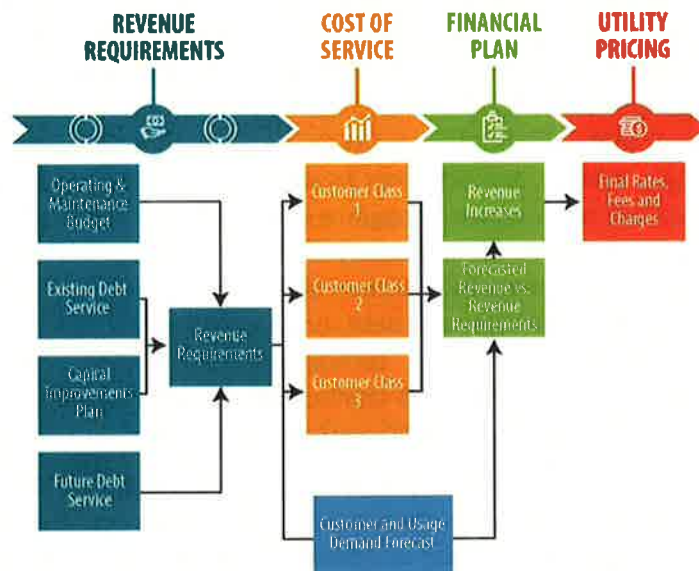 REVENUE
REQUIREMENTS
COST OF
SERVICE
FINANCIAL
PLAN
UTILITY
PRICING
Operating &
Maintenance
Budget
Existing Debt
Service
Capital
Improvements
Plan
Future Debt
Service
Revenue
Requirements
Customer Class
1
Customer Class
2
Customer Class
3
Customer and Usage
Demand Forecast
Revenue
Increases
Forecasted
Revenue vs.
Revenue
Requirements
Final Rates,
Fees and
Charges